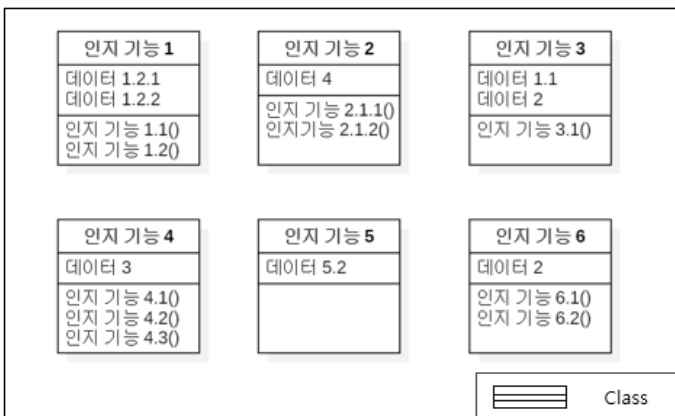 인지 기능 1
데이터 1.2.1
데이터 1.2.2
인지 기능 1.1()
인지 기능 1.2()
인지 기능 2
데이터 4
인지 기능 2.1.1()
인지기능 2.1.2()
인지 기능 3
데이터 1.1
데이터 2
인지 기능 3.1()
인지 기능 4
데이터 3
인지 기능 4.1()
인지 기능 4.2()
인지 기능 4.3()
인지 기능 5
데이터 5.2
인지 기능 6
데이터 2
인지 기능 6.1()
인지 기능 6.2()
Class